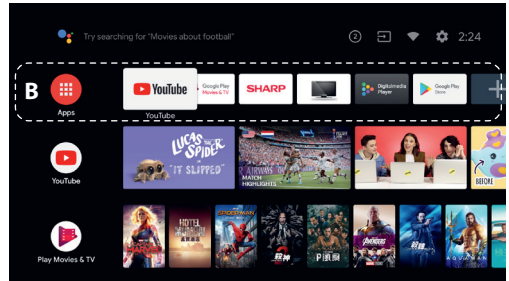 Try searching for "Movies about football"
2
2:24
B
Apps
YouTube
Google Play
Movies & TV
SHARP
Digitalmedia
Player
Google Play
Store
YouTube
YouTube
LUCAS
THE
SPIDER
"IT SLIPPED"
AIRWAYS
MATCH
HIGHLIGHTS
BEFORE
Play Movies & TV
HOTEL
SPIDER-MAN
AVENGERS
AQUAMAN